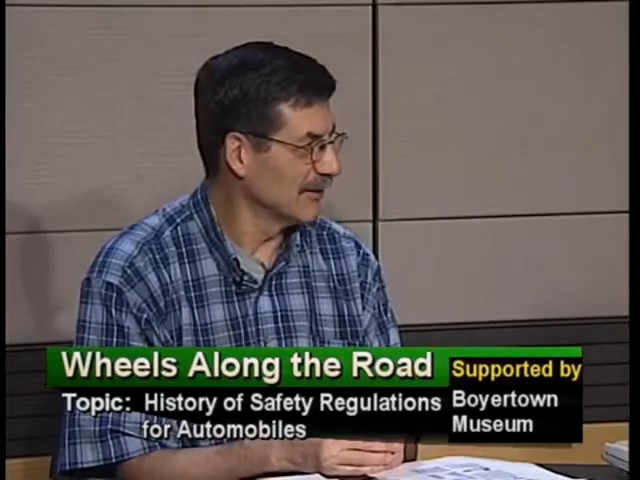 Wheels Along the Road
Supported by
Boyertown
Museum
Topic: History of Safety Regulations
for Automobiles